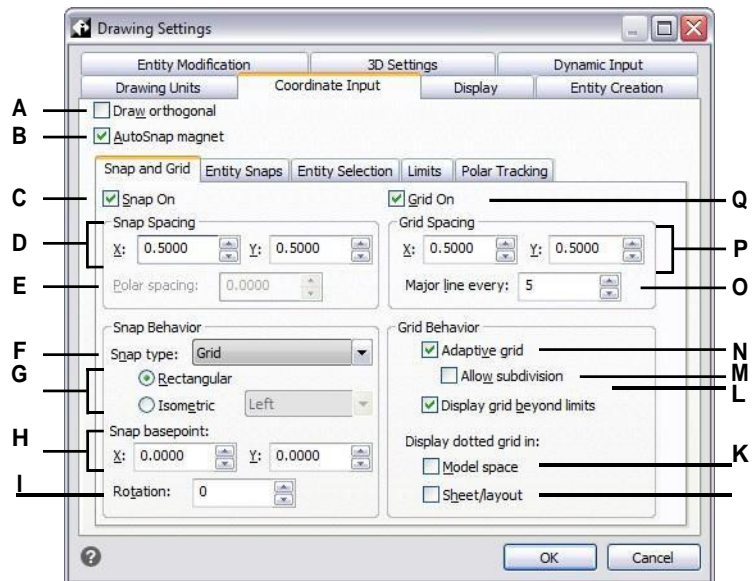 Drawing Settings
Entity Modification 3D Settings Dynamic Input
Drawing Units Coordinate Input Display Entity Creation
A Draw orthogonal
B AutoSnap magnet
Snap and Grid Entity Snaps Entity Selection Limits Polar Tracking
C Snap On Grid On Q
Snap Spacing Grid Spacing
D X: 0.5000 Y: 0.5000 X: 0.5000 Y: 0.5000 P
E Polar spacing: 0.0000 Major line every: 5 O
Snap Behavior Grid Behavior
F Snap type: Grid Adaptive grid N
G Rectangular Allow subdivision M
L
Isometric Left Display grid beyond limits
H Snap basepoint: Display dotted grid in:
X: 0.0000 Y: 0.0000 Model space K
I Rotation: 0 Sheet/layout
? OK Cancel